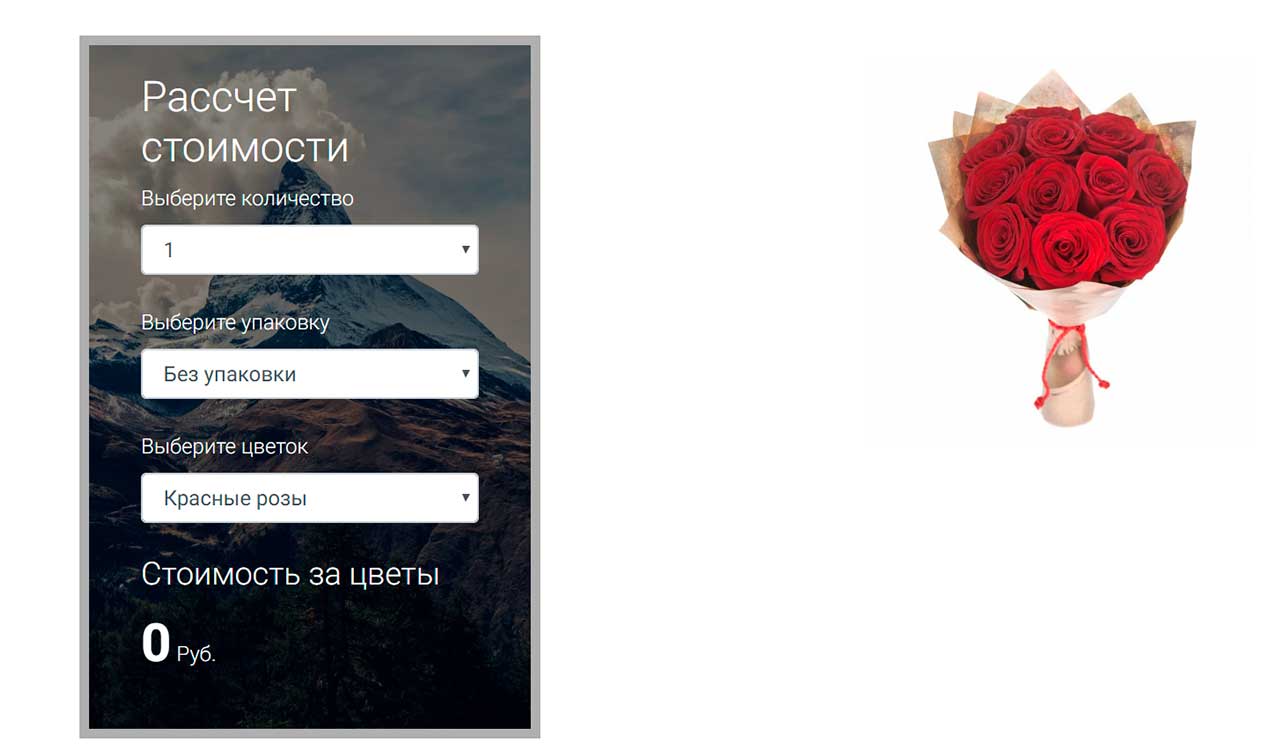 Рассчет
стоимости
Выберите количество
1
Выберите упаковку
Без упаковки
Выберите цветок
Красные розы
Стоимость за цветы
0 Руб.